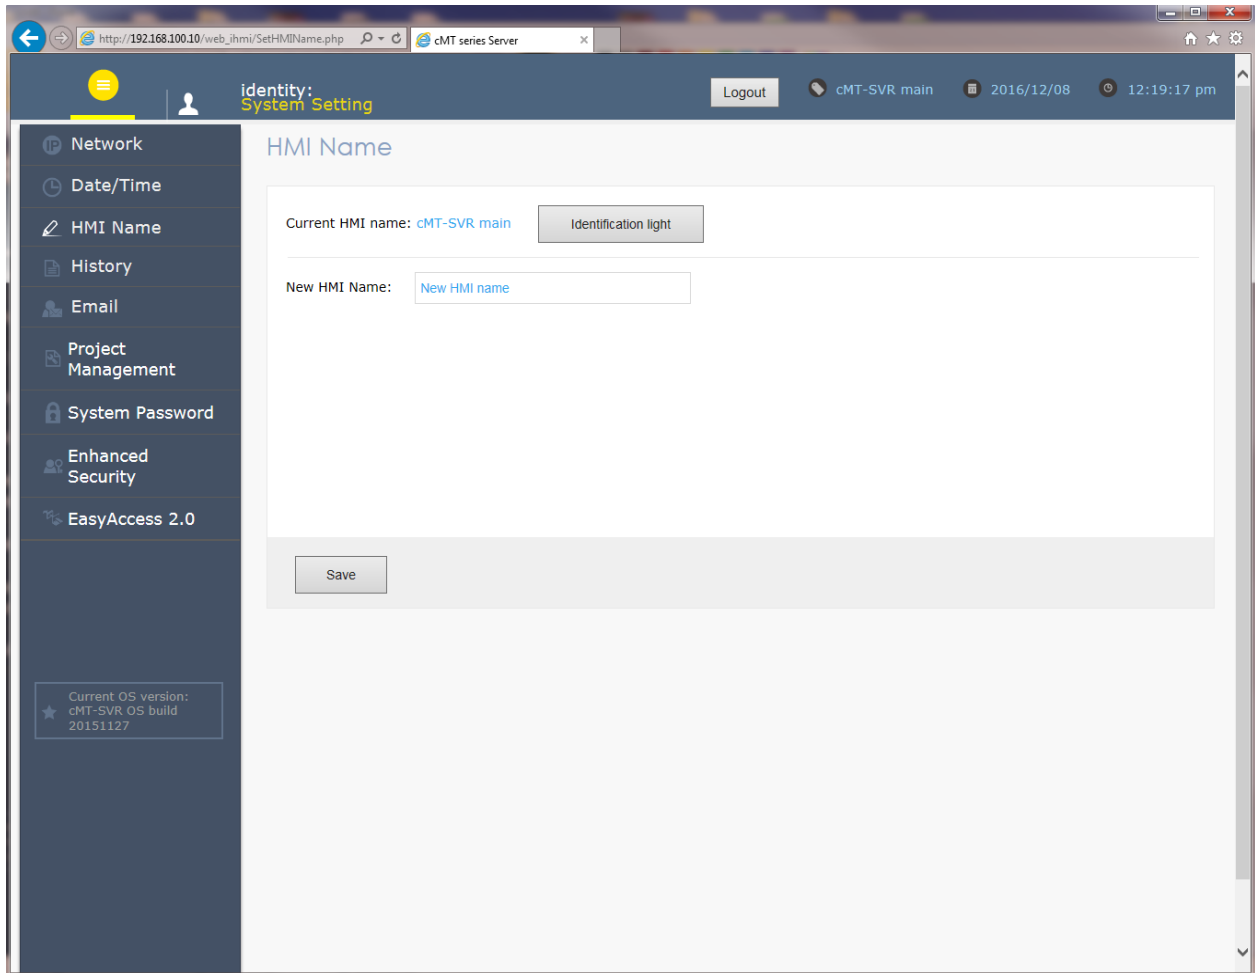 http://192.168.100.10/web_ihmi/SetHMIName.php
cMT series Server
identity:
System Setting
Logout
cMT-SVR main
2016/12/08
12:19:17 pm
Network
Date/Time
HMI Name
History
Email
Project
Management
System Password
Enhanced
Security
EasyAccess 2.0
Current OS version:
cMT-SVR OS build
20151127
HMI Name
Current HMI name: cMT-SVR main
Identification light
New HMI Name:
New HMI name
Save